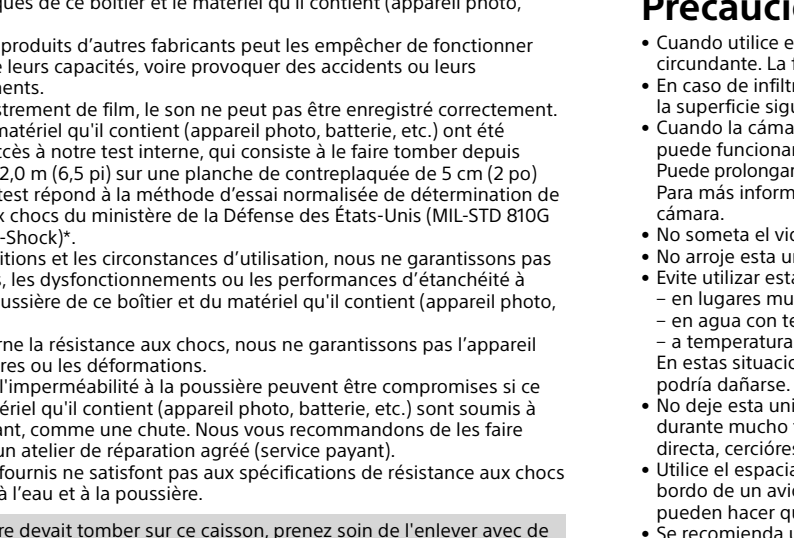 ques de ce boîtier et le matériel qu'il contient (appareil photo,
produits d'autres fabricants peut les empêcher de fonctionner
leurs capacités, voire provoquer des accidents ou leurs
ents.
strement de film, le son ne peut pas être enregistré correctement.
matériel qu'il contient (appareil photo, batterie, etc.) ont été
ccès à notre test interne, qui consiste à le faire tomber depuis
2,0 m (6,5 pi) sur une planche de contreplaquée de 5 cm (2 po)
test répond à la méthode d'essai normalisée de détermination de
x chocs du ministère de la Défense des États-Unis (MIL-STD 810G
-Shock)*.
itions et les circonstances d'utilisation, nous ne garantissons pas
s, les dysfonctionnements ou les performances d'étanchéité à
oussière de ce boîtier et du matériel qu'il contient (appareil photo,
rne la résistance aux chocs, nous ne garantissons pas l'appareil
res ou les déformations.
l'imperméabilité à la poussière peuvent être compromises si ce
ériel qu'il contient (appareil photo, batterie, etc.) sont soumis à
ant, comme une chute. Nous vous recommandons de les faire
un atelier de réparation agréé (service payant).
fournis ne satisfont pas aux spécifications de résistance aux chocs
à l'eau et à la poussière.
re devait tomber sur ce caisson, prenez soin de l'enlever avec de
Precaucio
• Cuando utilice e
circundante. La f
• En caso de infiltr
la superficie sigu
• Cuando la cáma
puede funcionar
Puede prolongar
Para más inform
cámara.
• No someta el vid
• No arroje esta un
• Evite utilizar esta
– en lugares mu
– en agua con te
– a temperatura
En estas situacio
podría dañarse.
• No deje esta uni
durante mucho t
directa, cercióres
• Utilice el espacia
bordo de un avió
pueden hacer qu
• Se recomienda u